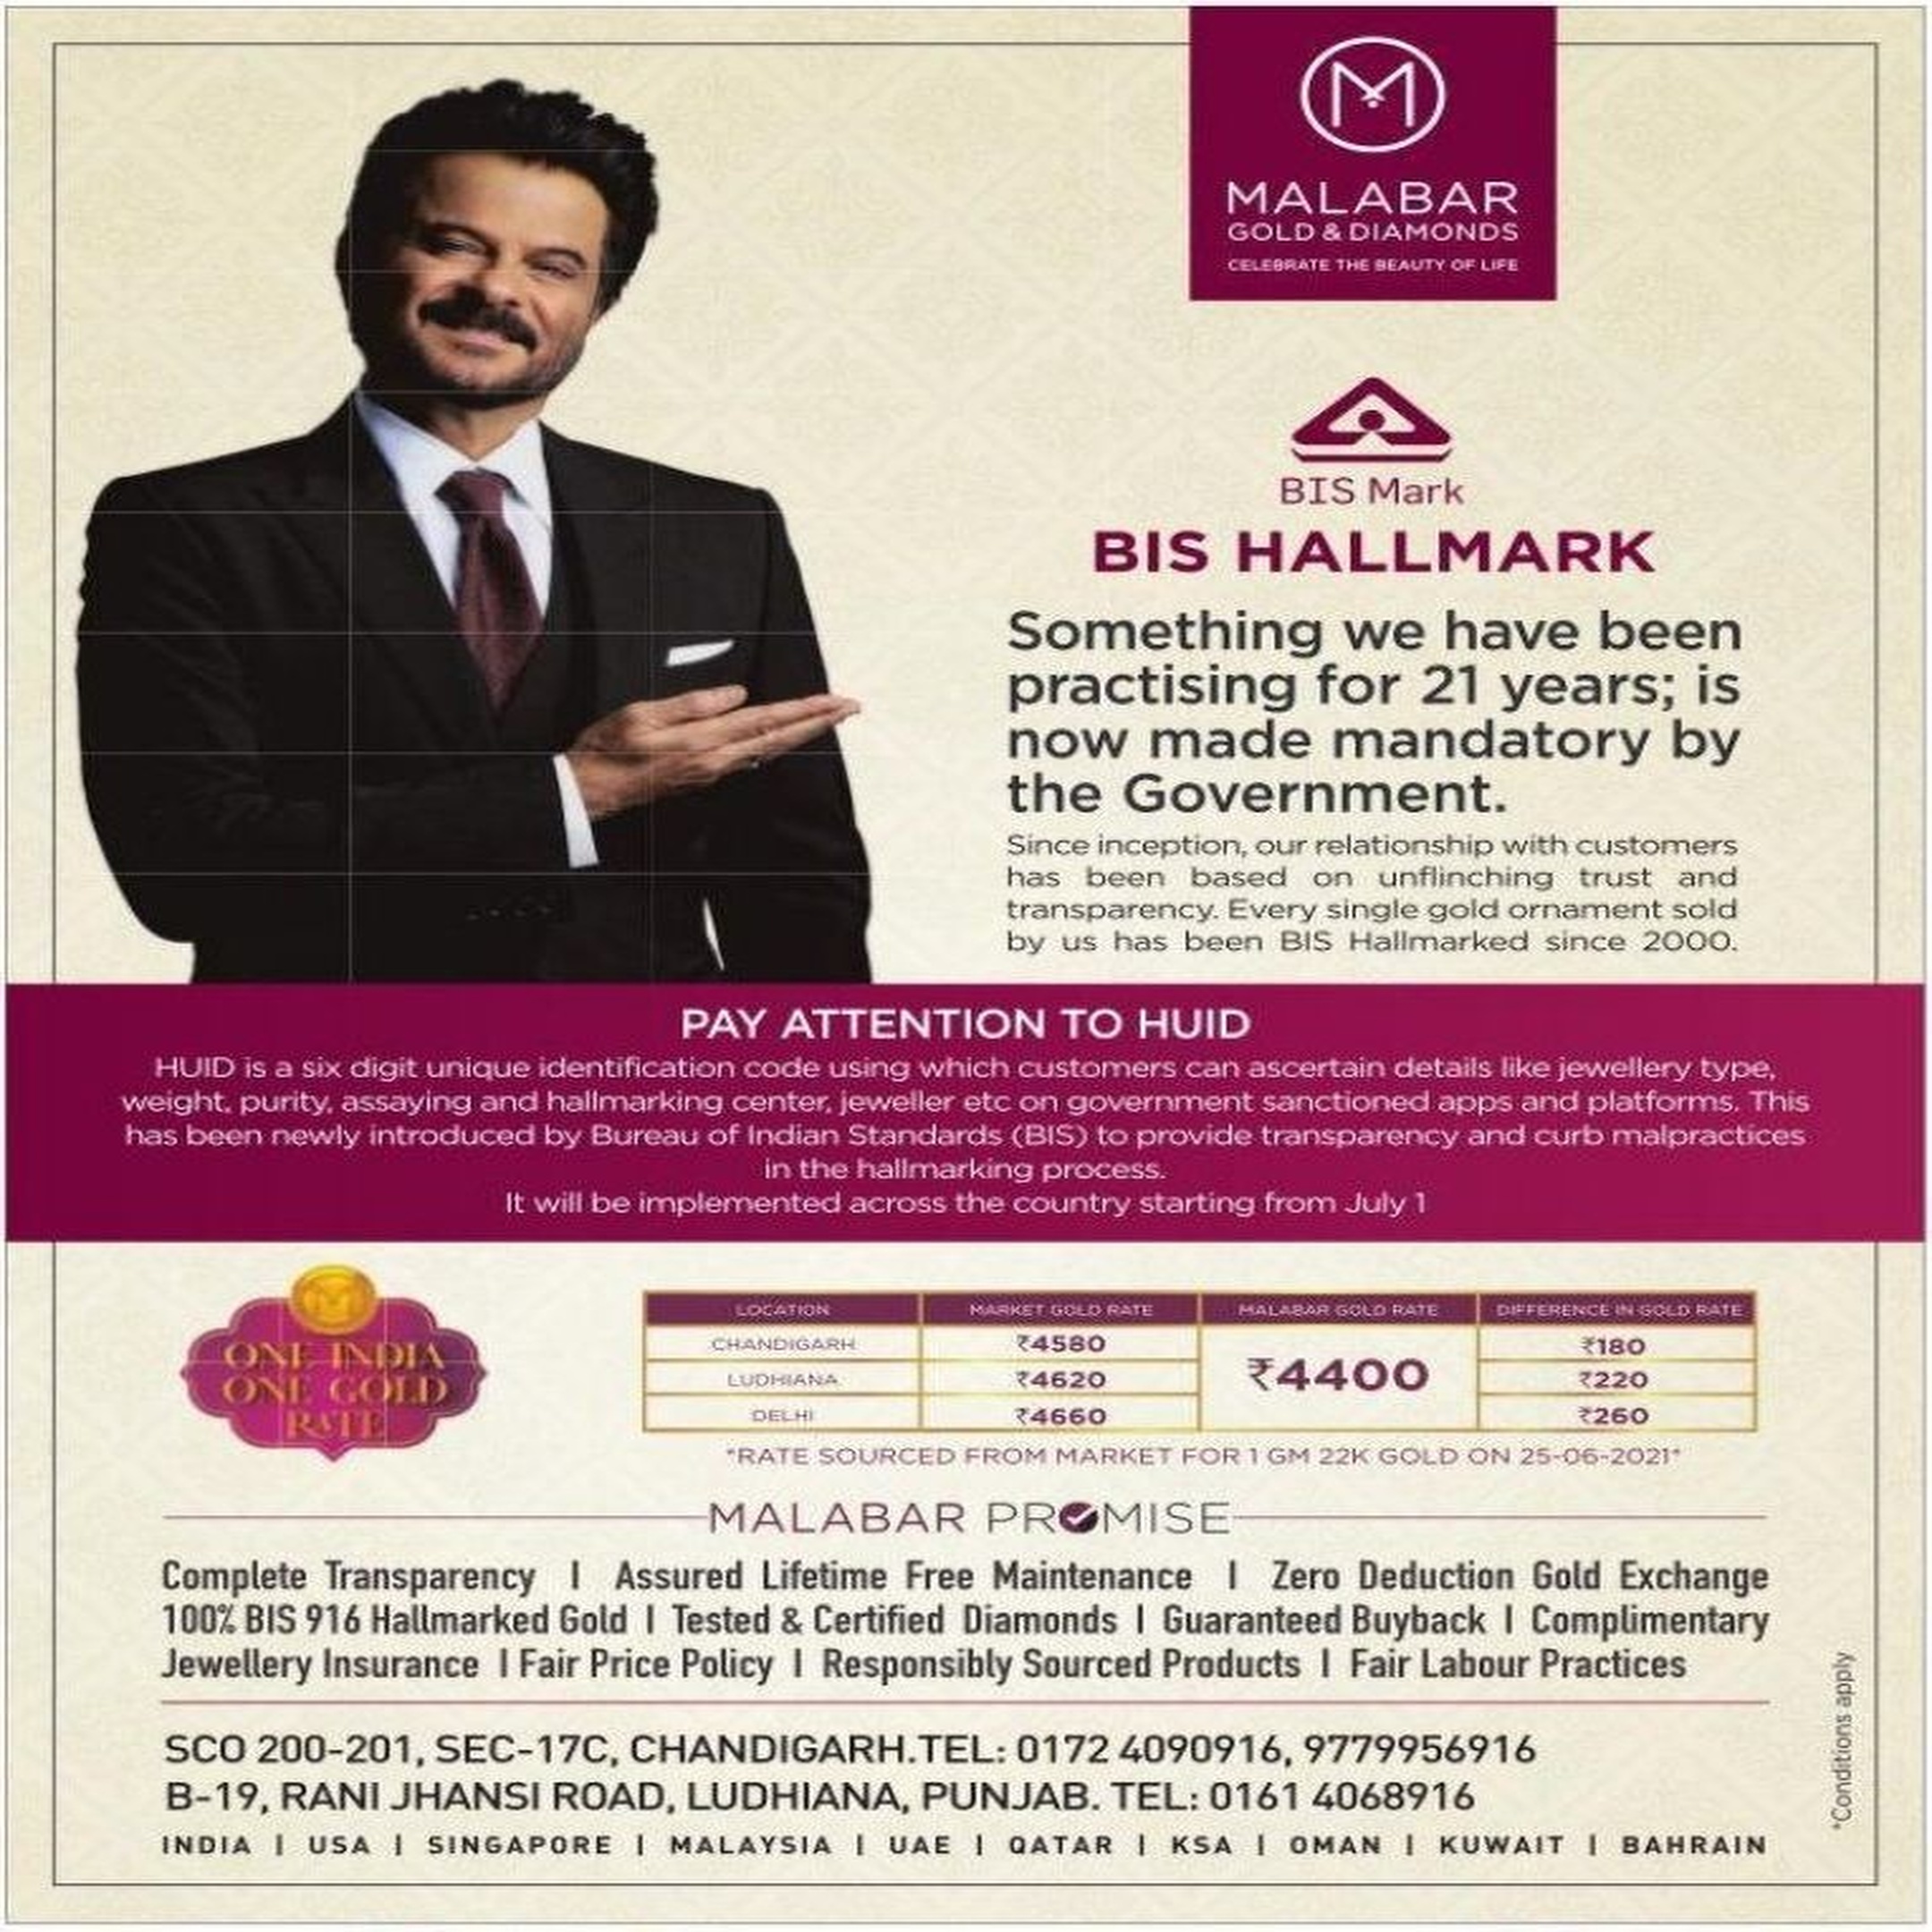 MALABAR
GOLD & DIAMONDS
CELEBRATE THE BEAUTY OF LIFE
BIS Mark
BIS HALLMARK
Something we have been
practising for 21 years; is
now made mandatory by
the Government.
Since inception, our relationship with customers
has been based on unflinching trust and
transparency. Every single gold ornament sold
by us has been BIS Hallmarked since 2000.
PAY ATTENTION TO HUID
HUID is a six digit unique identification code using which customers can ascertain details like jewellery type,
weight, purity, assaying and hallmarking center, jeweller etc on government sanctioned apps and platforms. This
has been newly introduced by Bureau of Indian Standards (BIS) to provide transparency and curb malpractices
in the hallmarking process.
It will be implemented across the country starting from July 1
ONE INDIA
ONE GOLD
RATE
LOCATION MARKET GOLD RATE MALABAR GOLD RATE DIFFERENCE IN GOLD RATE
CHANDIGARH ₹4580 ₹180
LUDHIANA ₹4620 ₹4400 ₹220
DELHI ₹4660 ₹260
*RATE SOURCED FROM MARKET FOR 1 GM 22K GOLD ON 25-06-2021*
MALABAR PROMISE
Complete Transparency | Assured Lifetime Free Maintenance | Zero Deduction Gold Exchange
100% BIS 916 Hallmarked Gold | Tested & Certified Diamonds | Guaranteed Buyback | Complimentary
Jewellery Insurance | Fair Price Policy | Responsibly Sourced Products | Fair Labour Practices
SCO 200-201, SEC-17C, CHANDIGARH.TEL: 0172 4090916, 9779956916
B-19, RANI JHANSI ROAD, LUDHIANA, PUNJAB. TEL: 0161 4068916
INDIA | USA | SINGAPORE | MALAYSIA | UAE | QATAR | KSA | OMAN | KUWAIT | BAHRAIN
*Conditions apply